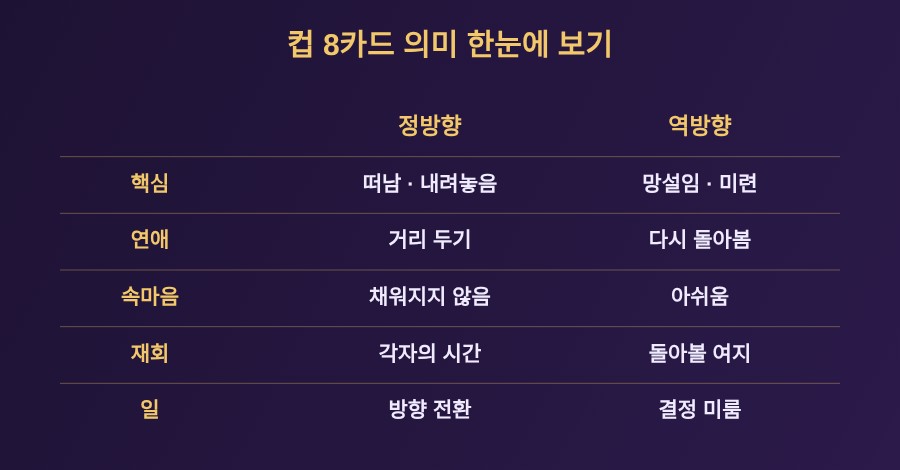 컵 8카드 의미 한눈에 보기
정방향 역방향
핵심 떠남 · 내려놓음 망설임 · 미련
연애 거리 두기 다시 돌아봄
속마음 채워지지 않음 아쉬움
재회 각자의 시간 돌아볼 여지
일 방향 전환 결정 미룸